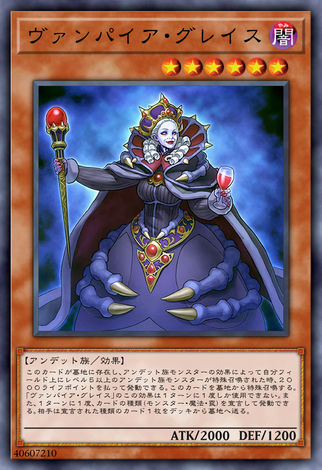 ヴァンパイア・グレイス
闇
やみ
【アンデット族／効果】
このカードが墓地に存在し、アンデット族モンスターの効果によって自分フィ
ールド上にレベル５以上のアンデット族モンスターが特殊召喚された時、２０
００ライフポイントを払って発動できる。このカードを墓地から特殊召喚する。
「ヴァンパイア・グレイス」のこの効果は１ターンに１度しか使用できない。ま
た、１ターンに１度、カードの種類（モンスター・魔法・罠）を宣言して発動でき
る。相手は宣言された種類のカード１枚をデッキから墓地へ送る。
ATK/2000 DEF/1200
40607210